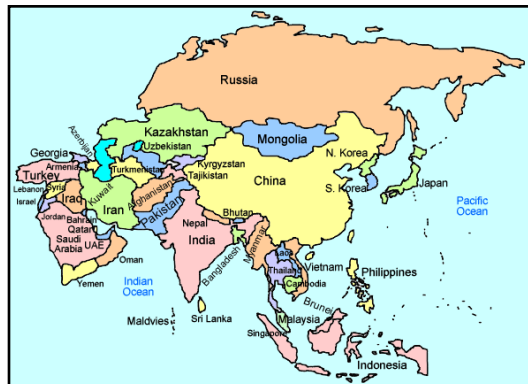 Russia
Kazakhstan
Mongolia
Uzbekistan
Azerbijan
Georgia
Armenia
Turkey
Turkmenistan
Kyrgyzstan
Tajikistan
N. Korea
S. Korea
Japan
Pacific
Ocean
China
Lebanon
Syria
Israel
Iraq
Kuwait
Iran
Afghanistan
Pakistan
Jordan
Bahrain
Qatar
Saudi
Arabia
UAE
Oman
Yemen
Nepal
Bhutan
India
Bangladesh
Myanmar
Laos
Thailand
Vietnam
Cambodia
Philippines
Indian
Ocean
Maldvies
Sri Lanka
Brunei
Malaysia
Singapore
Indonesia